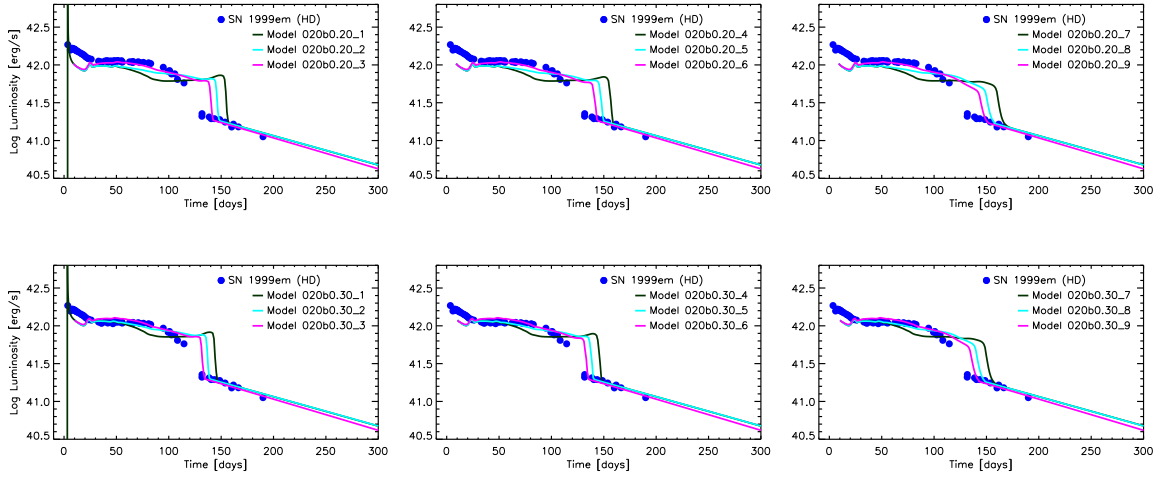 SN 1999em (HD)
Model 020b0.20_1
Model 020b0.20_2
Model 020b0.20_3
Log Luminosity [erg/s]
42.5
42.0
41.5
41.0
40.5
0 50 100 150 200 250 300
Time [days]
SN 1999em (HD)
Model 020b0.20_4
Model 020b0.20_5
Model 020b0.20_6
42.5
42.0
41.5
41.0
40.5
0 50 100 150 200 250 300
Time [days]
SN 1999em (HD)
Model 020b0.20_7
Model 020b0.20_8
Model 020b0.20_9
42.5
42.0
41.5
41.0
40.5
0 50 100 150 200 250 300
Time [days]
SN 1999em (HD)
Model 020b0.30_1
Model 020b0.30_2
Model 020b0.30_3
Log Luminosity [erg/s]
42.5
42.0
41.5
41.0
40.5
0 50 100 150 200 250 300
Time [days]
SN 1999em (HD)
Model 020b0.30_4
Model 020b0.30_5
Model 020b0.30_6
42.5
42.0
41.5
41.0
40.5
0 50 100 150 200 250 300
Time [days]
SN 1999em (HD)
Model 020b0.30_7
Model 020b0.30_8
Model 020b0.30_9
42.5
42.0
41.5
41.0
40.5
0 50 100 150 200 250 300
Time [days]